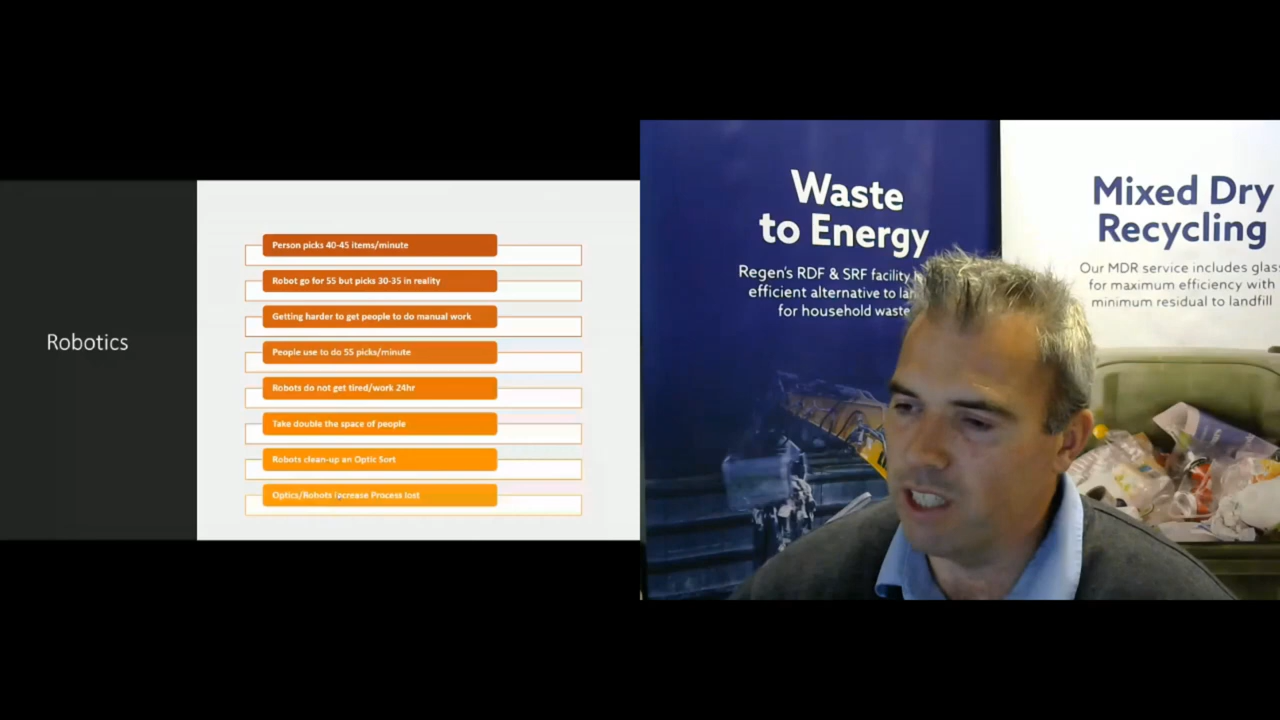 Robotics
Person picks 40-45 items/minute
Robot go for 55 but picks 30-35 in reality
Getting harder to get people to do manual work
People use to do 55 picks/minute
Robots do not get tired/work 24hr
Take double the space of people
Robots clean-up an Optic Sort
Optics/Robots increase Process lost
Waste
to Energy
Regen's RDF & SRF facility
efficient alternative to
for household waste
Mixed Dry
Recycling
Our MDR service includes
for maximum efficiency with
minimum residual to landfill